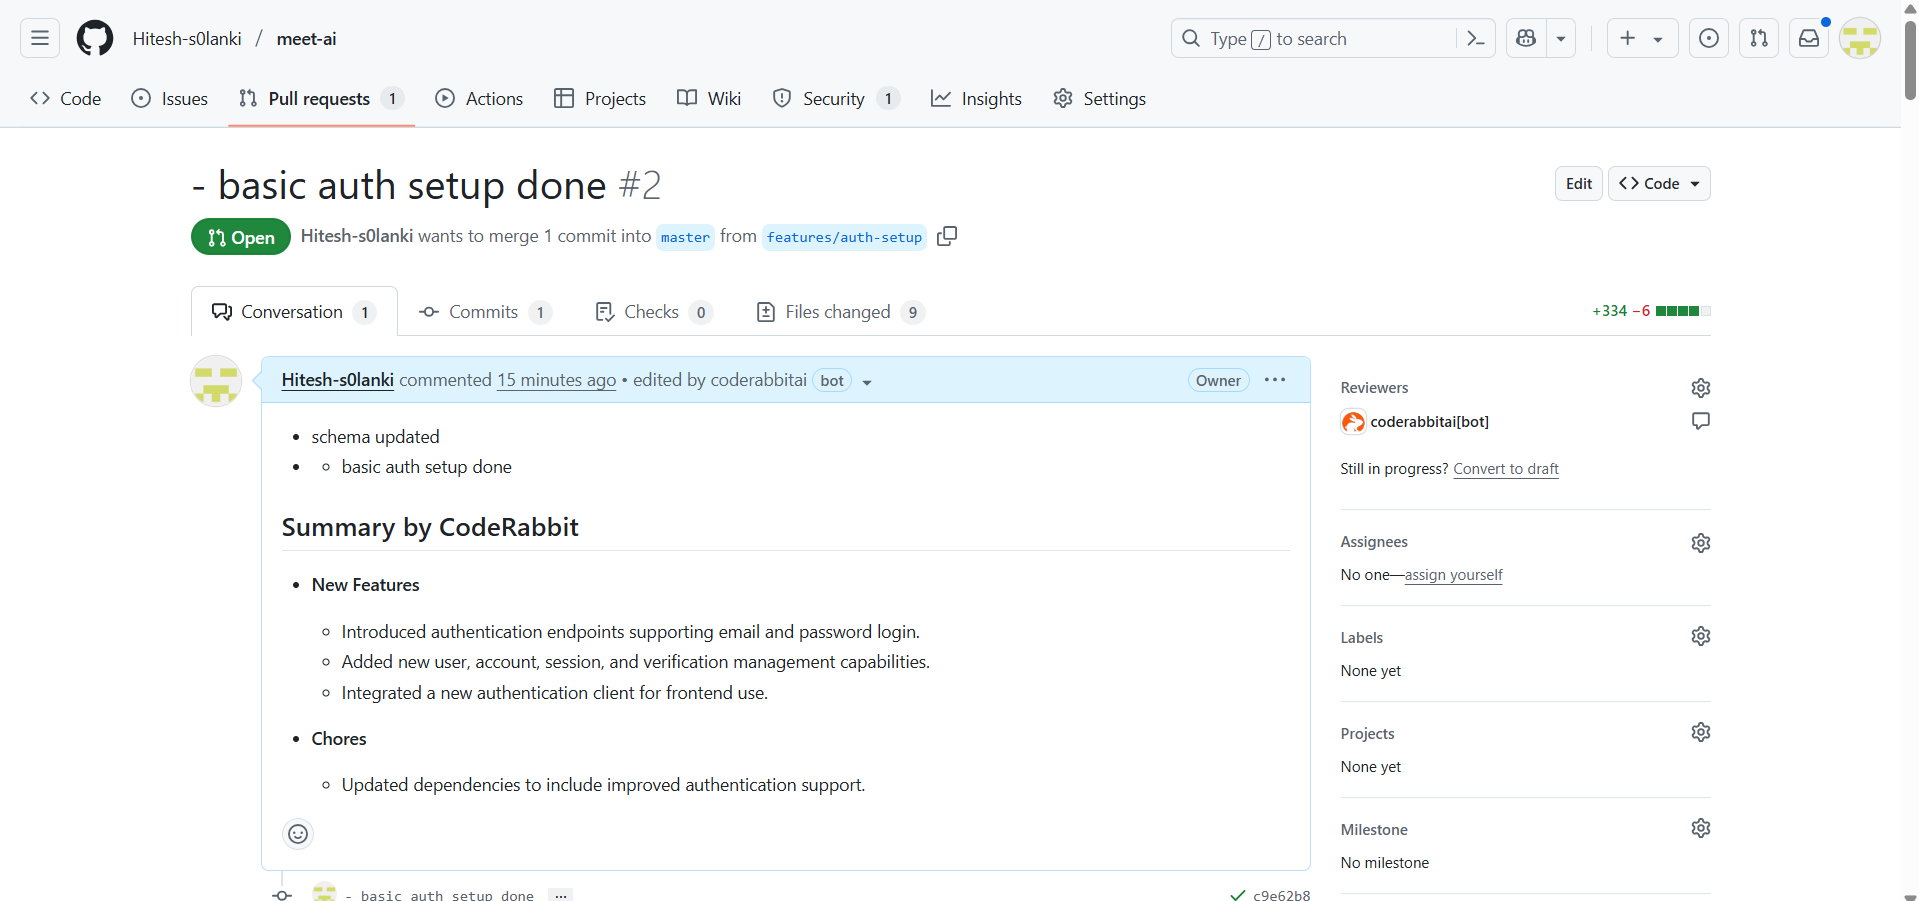 Hitesh-s0lanki / meet-ai
Type / to search
Code
Issues
Pull requests 1
Actions
Projects
Wiki
Security 1
Insights
Settings
- basic auth setup done #2
Edit
Code
Open
Hitesh-s0lanki wants to merge 1 commit into master from features/auth-setup
Conversation 1
Commits 1
Checks 0
Files changed 9
+334 −6
Hitesh-s0lanki commented 15 minutes ago • edited by coderabbitai bot
Owner
• schema updated
• ◦ basic auth setup done
Summary by CodeRabbit
• New Features
◦ Introduced authentication endpoints supporting email and password login.
◦ Added new user, account, session, and verification management capabilities.
◦ Integrated a new authentication client for frontend use.
• Chores
◦ Updated dependencies to include improved authentication support.
- basic auth setup done ...
c9e62b8
Reviewers
coderabbitai[bot]
Still in progress? Convert to draft
Assignees
No one—assign yourself
Labels
None yet
Projects
None yet
Milestone
No milestone